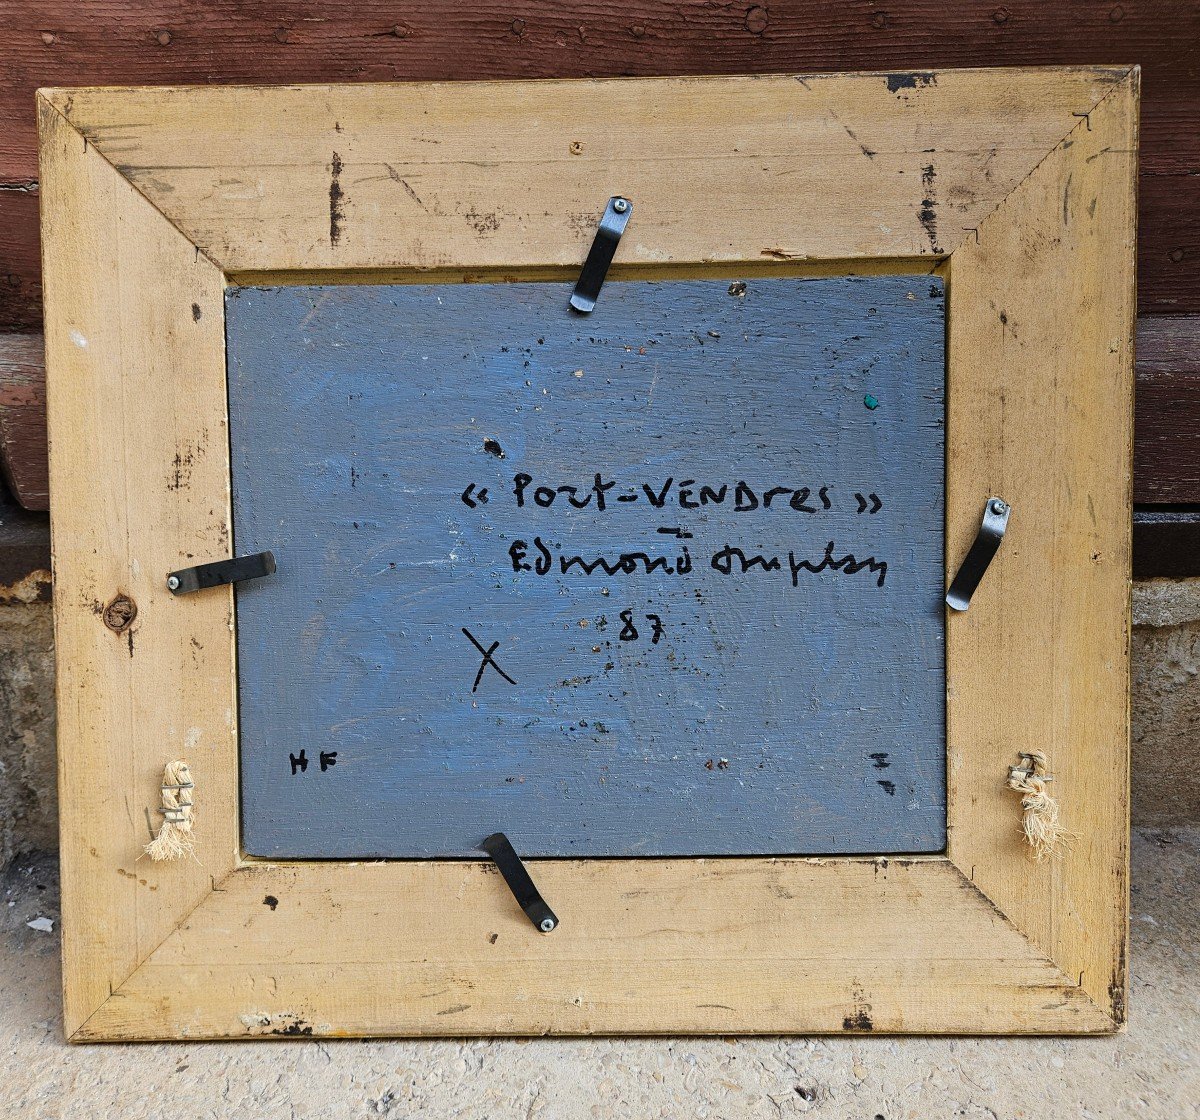 « Port-VENDres »
Edmond
87
X
HF
I